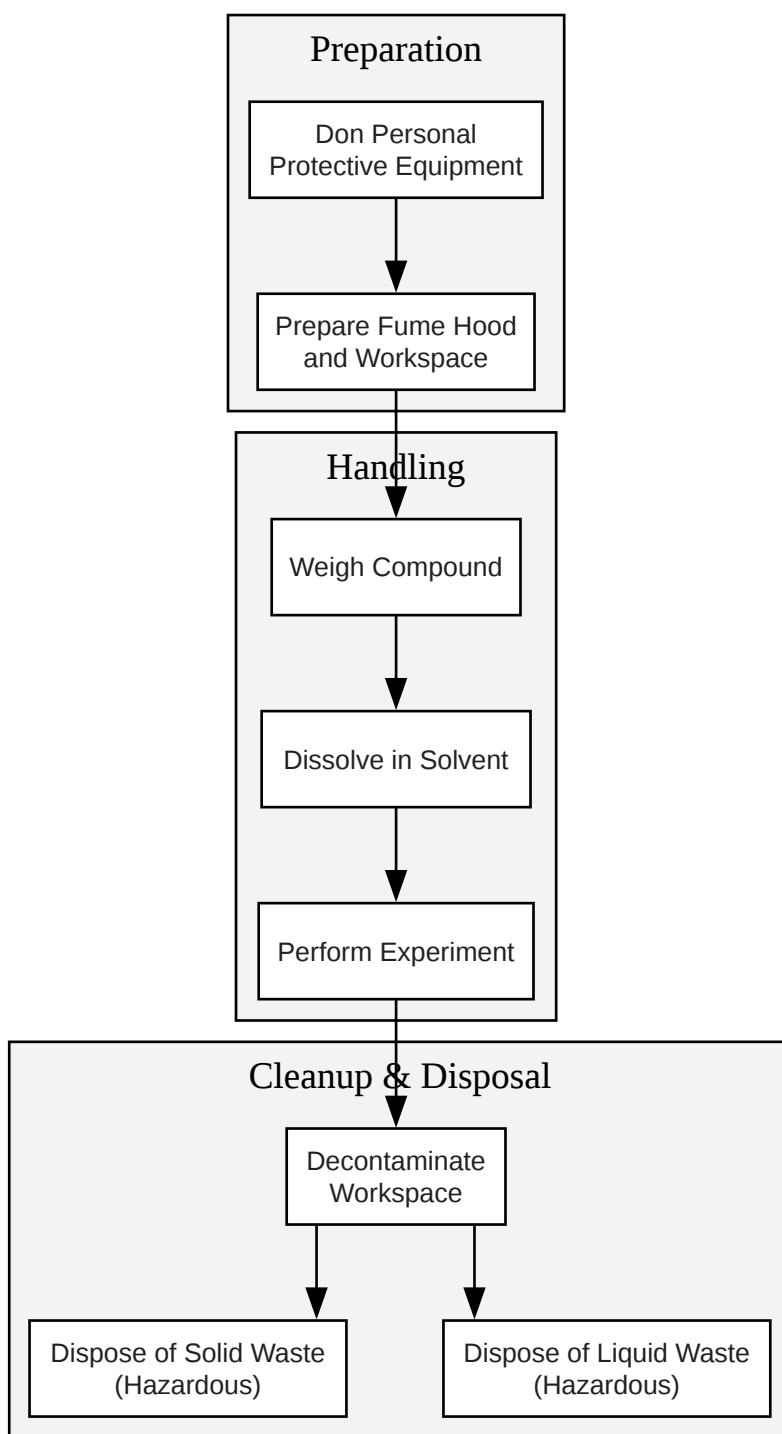 Preparation
Don Personal
Protective Equipment
Prepare Fume Hood
and Workspace
Handling
Weigh Compound
Dissolve in Solvent
Perform Experiment
Cleanup & Disposal
Decontaminate
Workspace
Dispose of Solid Waste
(Hazardous)
Dispose of Liquid Waste
(Hazardous)